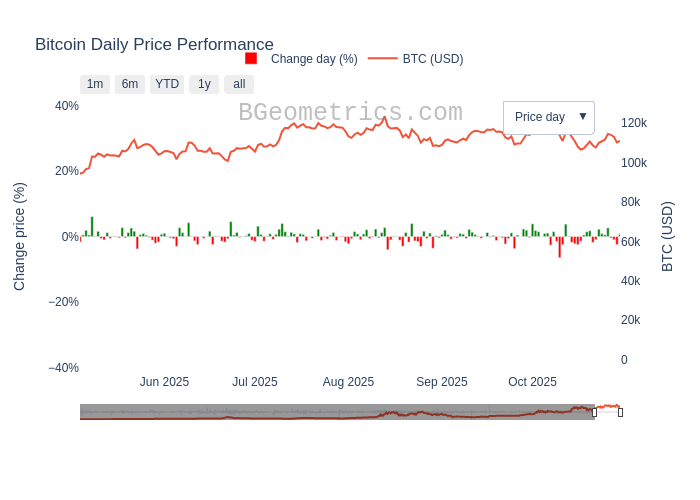 Bitcoin Daily Price Performance
Change day (%) BTC (USD)
1m 6m YTD 1y all
BGeometrics.com
Price day ▼
40%
20%
0%
−20%
−40%
Change price (%)
120k
100k
80k
60k
40k
20k
0
BTC (USD)
Jun 2025 Jul 2025 Aug 2025 Sep 2025 Oct 2025